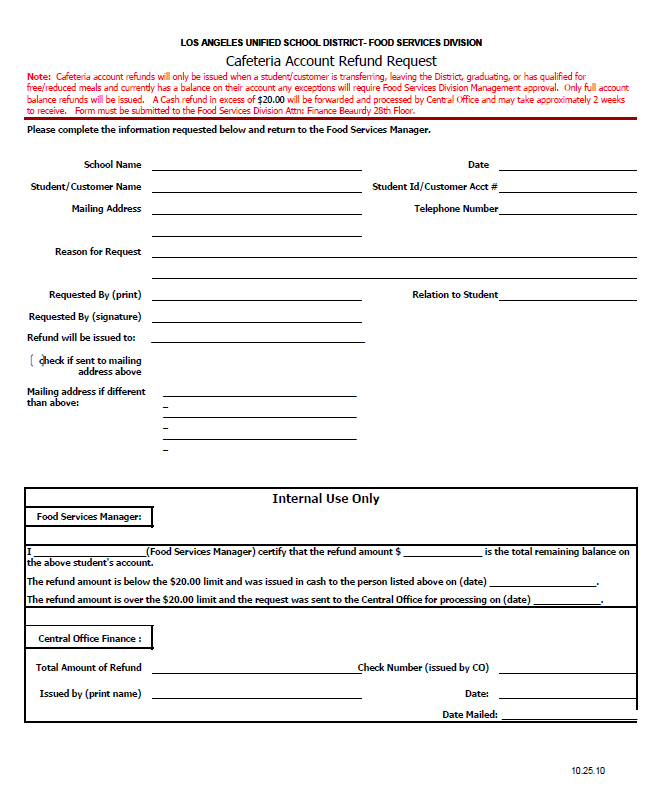 LOS ANGELES UNIFIED SCHOOL DISTRICT- FOOD SERVICES DIVISION
Cafeteria Account Refund Request
Note: Cafeteria account refunds will only be issued when a student/customer is transferring, leaving the District, graduating, or has qualified for
free/reduced meals and currently has a balance on their account any exceptions will require Food Services Division Management approval. Only full account
balance refunds will be issued. A Cash refund in excess of $20.00 will be forwarded and processed by Central Office and may take approximately 2 weeks
to receive. Form must be submitted to the Food Services Division Attn: Finance Beaurdy 28th Floor.
Please complete the information requested below and return to the Food Services Manager.
School Name Date
Student/Customer Name Student Id/Customer Acct #
Mailing Address Telephone Number
Reason for Request
Requested By (print) Relation to Student
Requested By (signature)
Refund will be issued to:
( ) Check if sent to mailing
address above
Mailing address if different
than above:
Internal Use Only
Food Services Manager:
I ____________________(Food Services Manager) certify that the refund amount $ ______________ is the total remaining balance on
the above student's account.
The refund amount is below the $20.00 limit and was issued in cash to the person listed above on (date) ___________________.
The refund amount is over the $20.00 limit and the request was sent to the Central Office for processing on (date) ____________.
Central Office Finance :
Total Amount of Refund Check Number (issued by CO)
Issued by (print name) Date:
Date Mailed:
10.25.10